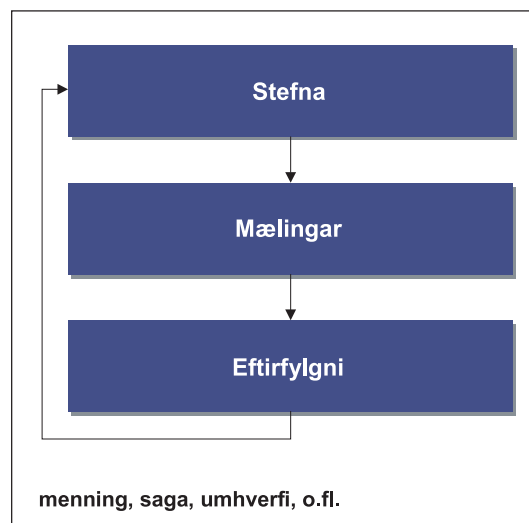 Stefna
Mælingar
Eftirfylgni
menning, saga, umhverfi, o.fl.